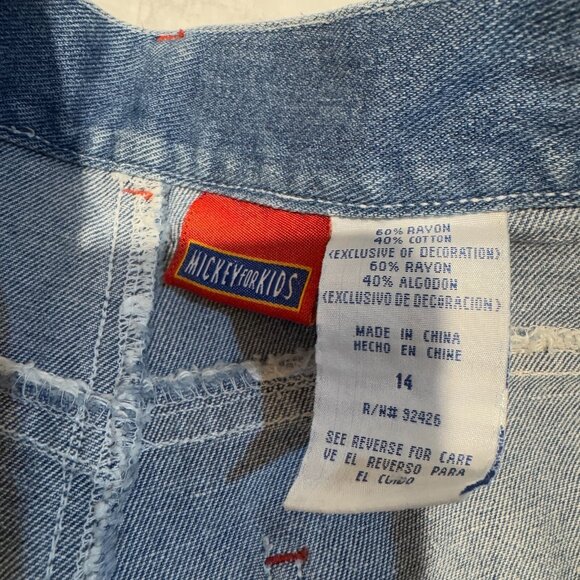 MICKEY FOR KIDS
60% RAYON
40% COTTON
(EXCLUSIVE OF DECORATION)
60% RAYON
40% ALGODON
(EXCLUSIVO DE DECORACION)
MADE IN CHINA
HECHO EN CHINE
14
R/N# 92426
SEE REVERSE FOR CARE
VE EL REVERSO PARA
EL CUIDO